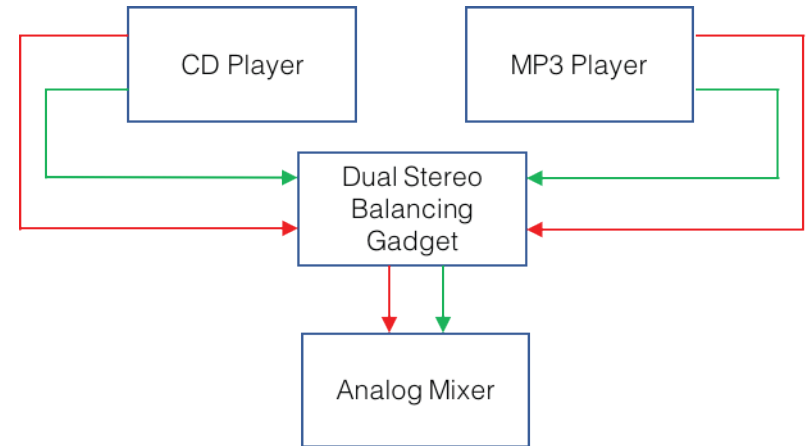 CD Player
MP3 Player
Dual Stereo
Balancing
Gadget
Analog Mixer